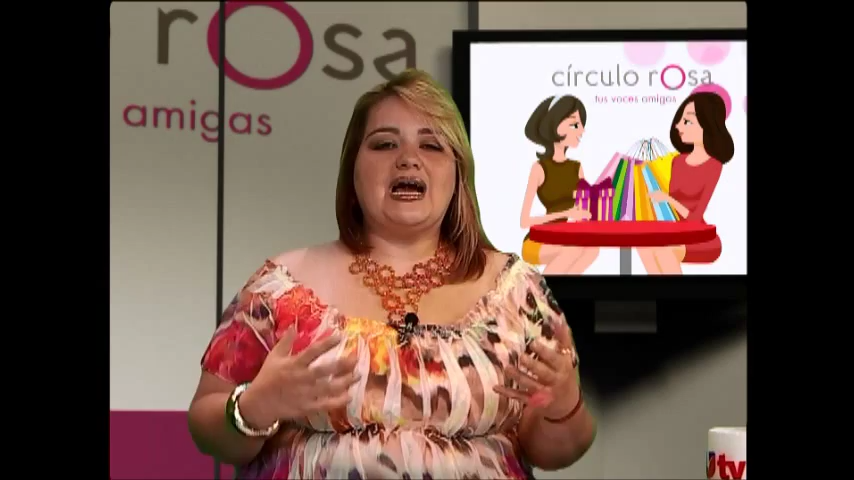 rosa
amigas
círculo rosa
tus voces amigas
tv